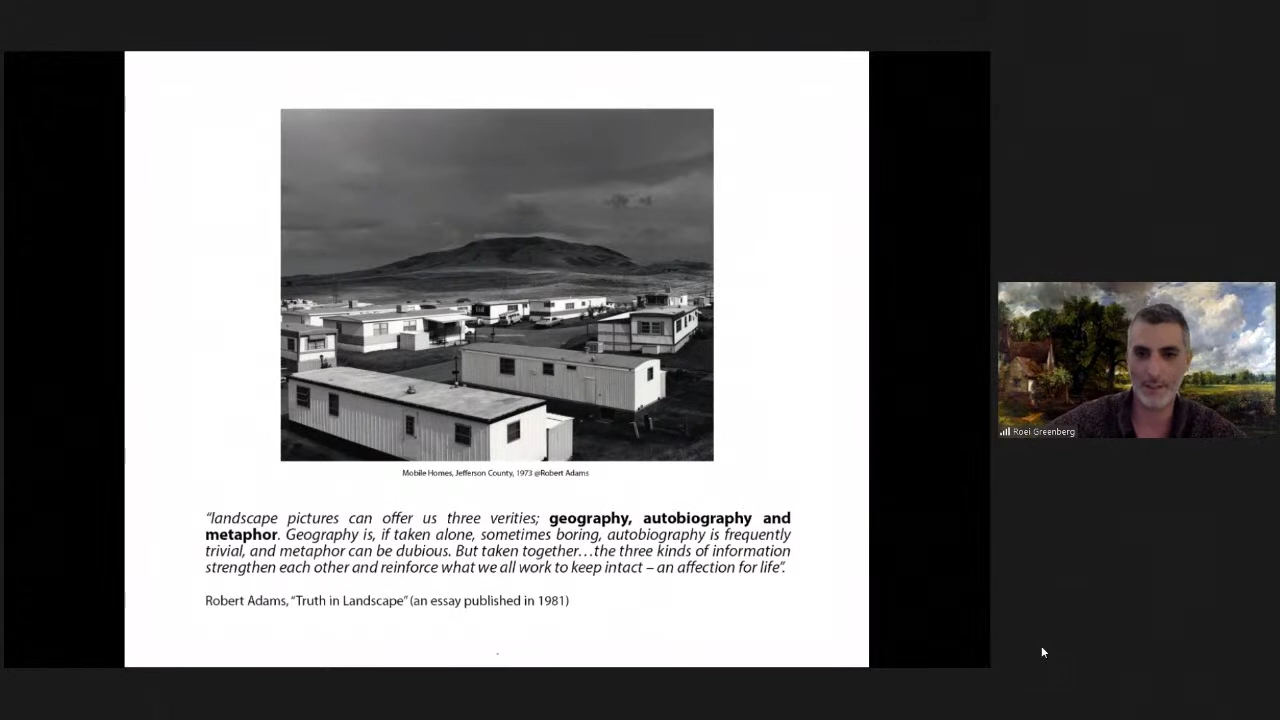 Mobile Homes, Jefferson County, 1973 @Robert Adams
“landscape pictures can offer us three verities; geography, autobiography and
metaphor. Geography is, if taken alone, sometimes boring, autobiography is frequently
trivial, and metaphor can be dubious. But taken together…the three kinds of information
strengthen each other and reinforce what we all work to keep intact – an affection for life”.
Robert Adams, “Truth in Landscape” (an essay published in 1981)
Roei Greenberg